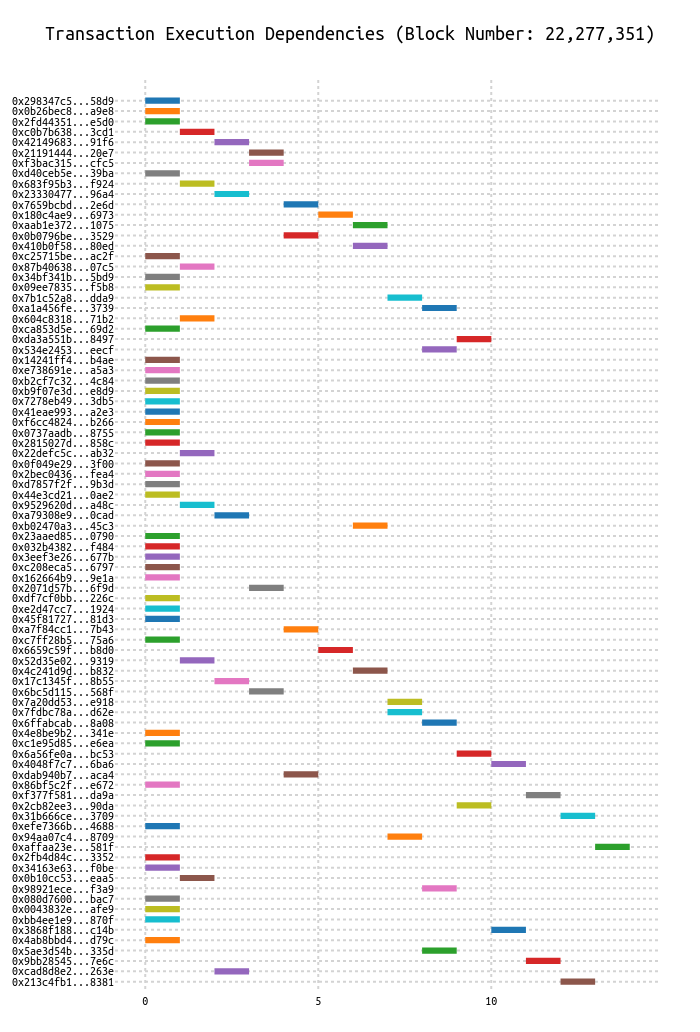 Transaction Execution Dependencies (Block Number: 22,277,351)
0x298347c5...58d9
0x0b26bec8...a9e8
0x2fd44351...e5d0
0xc0b7b638...3cd1
0x42149683...91f6
0x21191444...20e7
0xf3bac315...cfc5
0xd40ceb5e...39ba
0x683f95b3...f924
0x23330477...96a4
0x7659bcbd...2e6d
0x180c4ae9...6973
0xaab1e372...1075
0x0b0796be...3529
0x410b0f58...80ed
0xc25715be...ac2f
0x87b40638...07c5
0x34bf341b...5bd9
0x09ee7835...f5b8
0x7b1c52a8...dda9
0xa1a456fe...3739
0x604c8318...71b2
0xca853d5e...69d2
0xda3a551b...8497
0x534e2453...eecf
0x14241ff4...b4ae
0xe738691e...a5a3
0xb2cf7c32...4c84
0xb9f07e3d...e8d9
0x7278eb49...3db5
0x41eae993...a2e3
0xf6cc4824...b266
0x0737aadb...8755
0x2815027d...858c
0x22defc5c...ab32
0x0f049e29...3f00
0x2bec0436...fea4
0xd7857f2f...9b3d
0x44e3cd21...0ae2
0x9529620d...a48c
0xa79308e9...0cad
0xb02470a3...45c3
0x23aaed85...0790
0x032b4382...f484
0x3eef3e26...677b
0xc208eca5...6797
0x162664b9...9e1a
0x2071d57b...6f9d
0xdf7cf0bb...226c
0xe2d47cc7...1924
0x45f81727...81d3
0xa7f84cc1...7b43
0xc7ff28b5...75a6
0x6659c59f...b8d0
0x52d35e02...9319
0x4c241d9d...b832
0x17c1345f...8b55
0x6bc5d115...568f
0x7a20dd53...e918
0x7fdbc78a...d62e
0x6ffabcab...8a08
0x4e8be9b2...341e
0xc1e95d85...e6ea
0x6a56fe0a...bc53
0x4048f7c7...6ba6
0xdab940b7...aca4
0x86bf5c2f...e672
0xf377f581...da9a
0x2cb82ee3...90da
0x31b666ce...3709
0xefe7366b...4688
0x94aa07c4...8709
0xaffaa23e...581f
0x2fb4d84c...3352
0x34163e63...f0be
0x0b10cc53...eaa5
0x98921ece...f3a9
0x080d7600...bac7
0x0043832e...afe9
0xbb4ee1e9...870f
0x3868f188...c14b
0x4ab8bbd4...d79c
0x5ae3d54b...335d
0x9bb28545...7e6c
0xcad8d8e2...263e
0x213c4fb1...8381
0 5 10